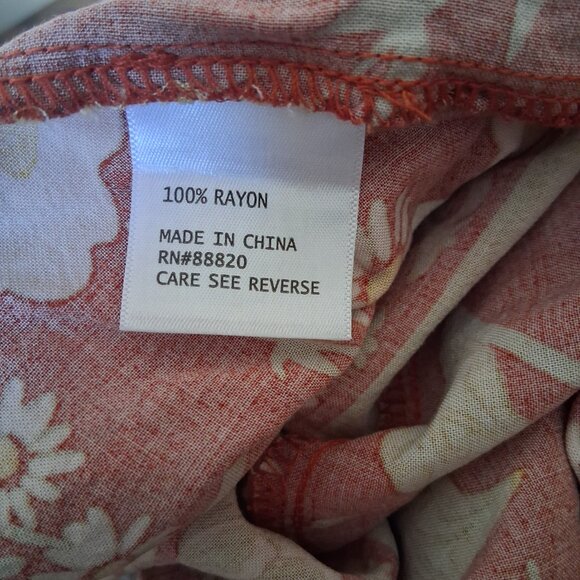 100% RAYON
MADE IN CHINA
RN#88820
CARE SEE REVERSE